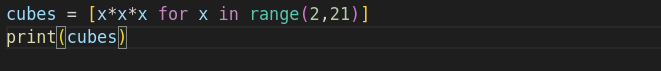 cubes = [x*x*x for x in range(2,21)]
print(cubes)